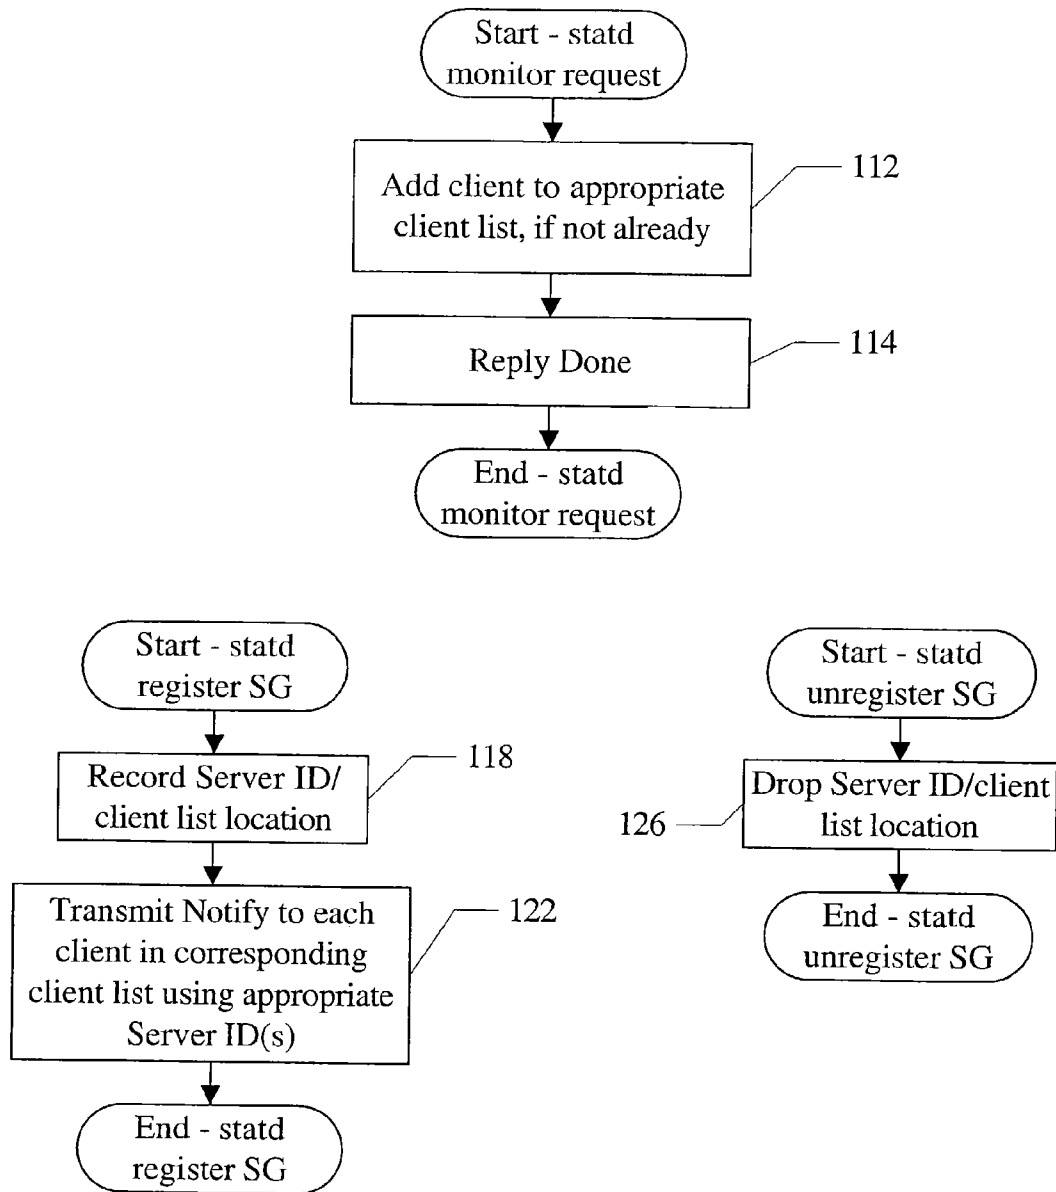 Start - statd
monitor request
Add client to appropriate
client list, if not already
112
Reply Done
114
End - statd
monitor request
Start - statd
register SG
Record Server ID/
client list location
118
Transmit Notify to each
client in corresponding
client list using appropriate
Server ID(s)
122
End - statd
register SG
Start - statd
unregister SG
Drop Server ID/client
list location
126
End - statd
unregister SG